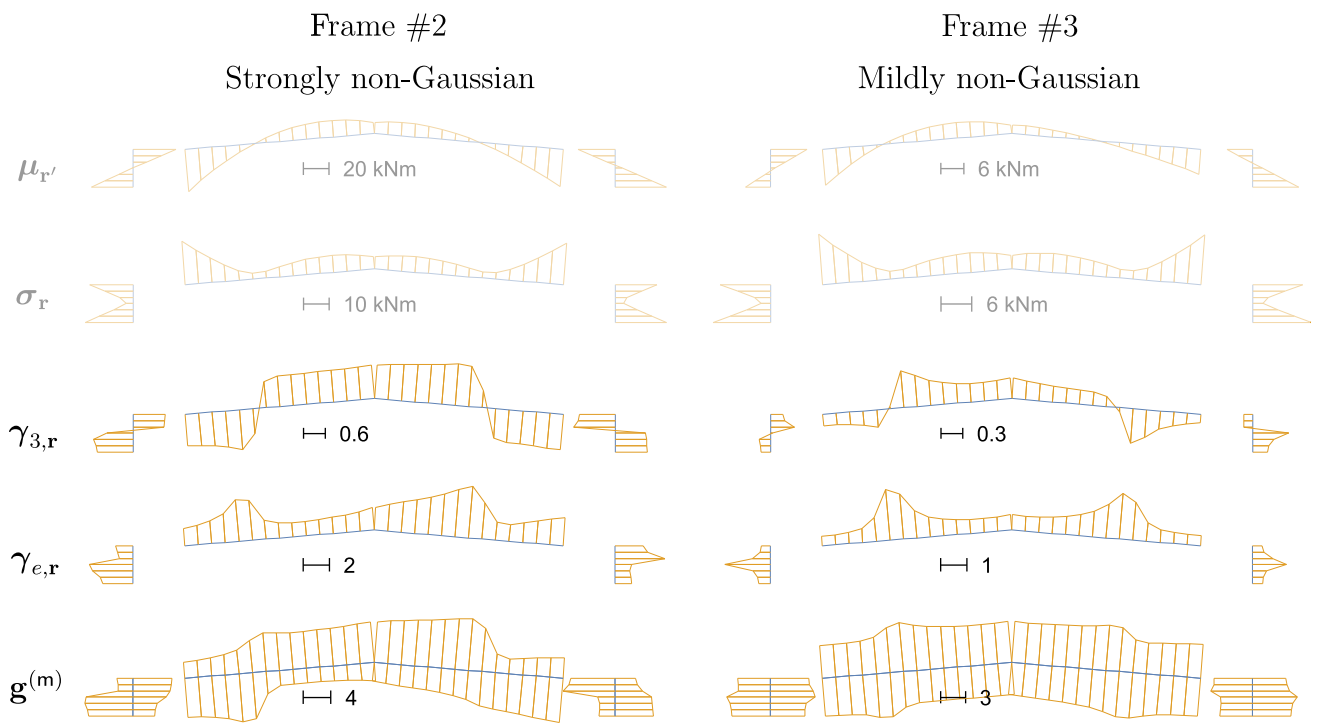 Frame #2 Frame #3
Strongly non-Gaussian Mildly non-Gaussian
μr′ 20 kNm 6 kNm
σr 10 kNm 6 kNm
γ3,r 0.6 0.3
γe,r 2 1
g(m) 4 3